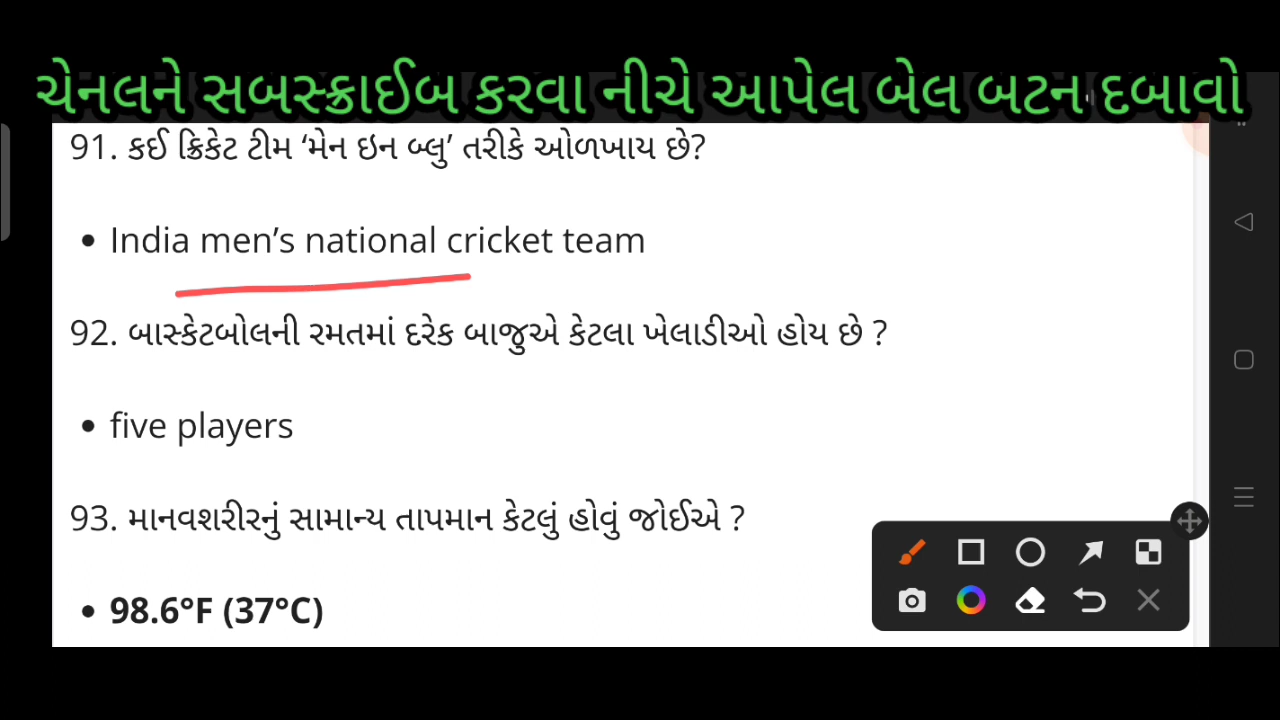 ચેનલને સબસ્ક્રાઈબ કરવા નીચે આપેલ બેલ બટન દબાવો
91. કઈ ક્રિકેટ ટીમ ‘મેન ઇન બ્લુ’ તરીકે ઓળખાય છે?
• India men’s national cricket team
92. બાસ્કેટબોલની રમતમાં દરેક બાજુએ કેટલા ખેલાડીઓ હોય છે ?
• five players
93. માનવશરીરનું સામાન્ય તાપમાન કેટલું હોવું જોઈએ ?
• 98.6°F (37°C)